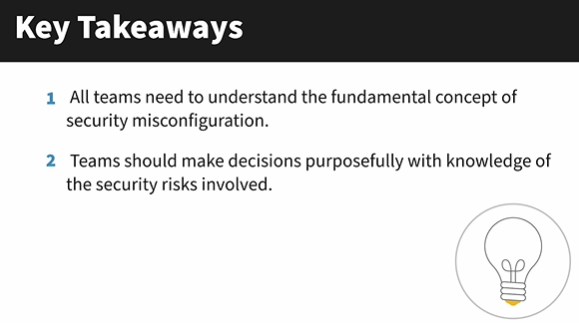 Key Takeaways
1 All teams need to understand the fundamental concept of
security misconfiguration.
2 Teams should make decisions purposefully with knowledge of
the security risks involved.